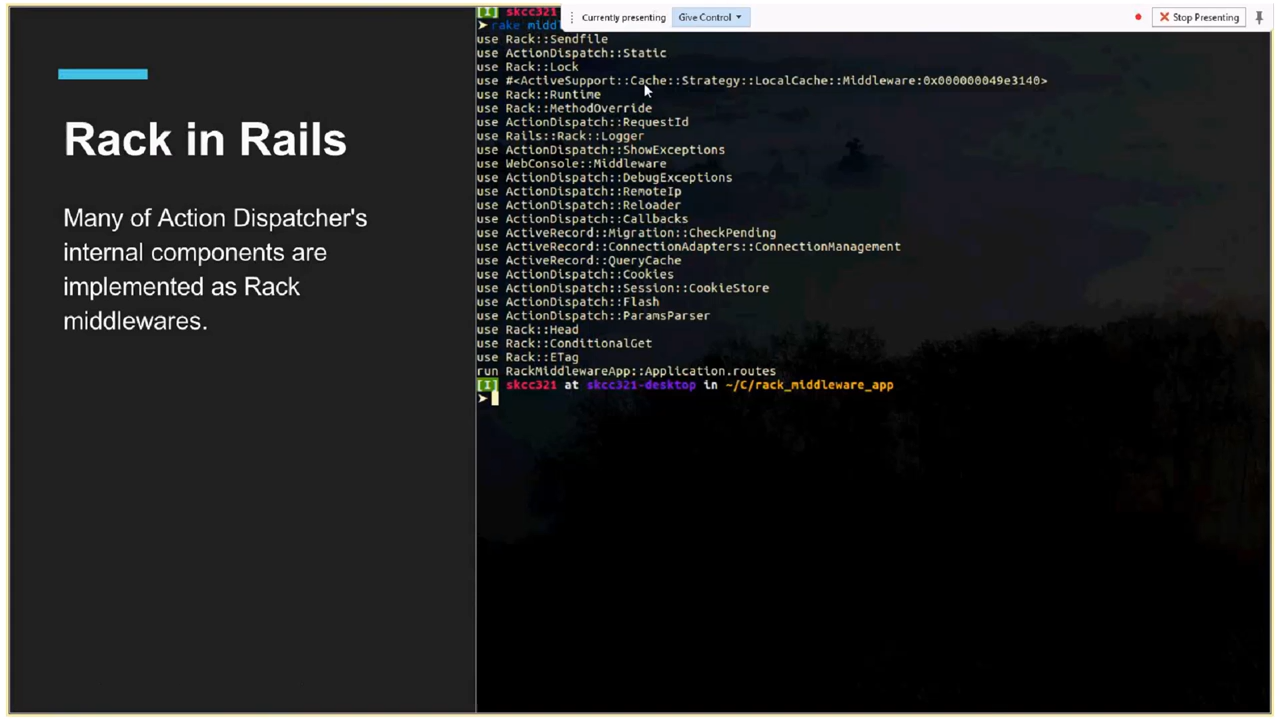 Rack in Rails
Many of Action Dispatcher's
internal components are
implemented as Rack
middlewares.
Currently presenting
Give Control
Stop Presenting
[I] skcc321
rake middl
use Rack::Sendfile
use ActionDispatch::Static
use Rack::Lock
use #<ActiveSupport::Cache::Strategy::LocalCache::Middleware:0x000000049e3140>
use Rack::Runtime
use Rack::MethodOverride
use ActionDispatch::RequestId
use Rails::Rack::Logger
use ActionDispatch::ShowExceptions
use WebConsole::Middleware
use ActionDispatch::DebugExceptions
use ActionDispatch::RemoteIp
use ActionDispatch::Reloader
use ActionDispatch::Callbacks
use ActiveRecord::Migration::CheckPending
use ActiveRecord::ConnectionAdapters::ConnectionManagement
use ActiveRecord::QueryCache
use ActionDispatch::Cookies
use ActionDispatch::Session::CookieStore
use ActionDispatch::Flash
use ActionDispatch::ParamsParser
use Rack::Head
use Rack::ConditionalGet
use Rack::ETag
run RackMiddlewareApp::Application.routes
[I] skcc321 at skcc321-desktop in ~/C/rack_middleware_app